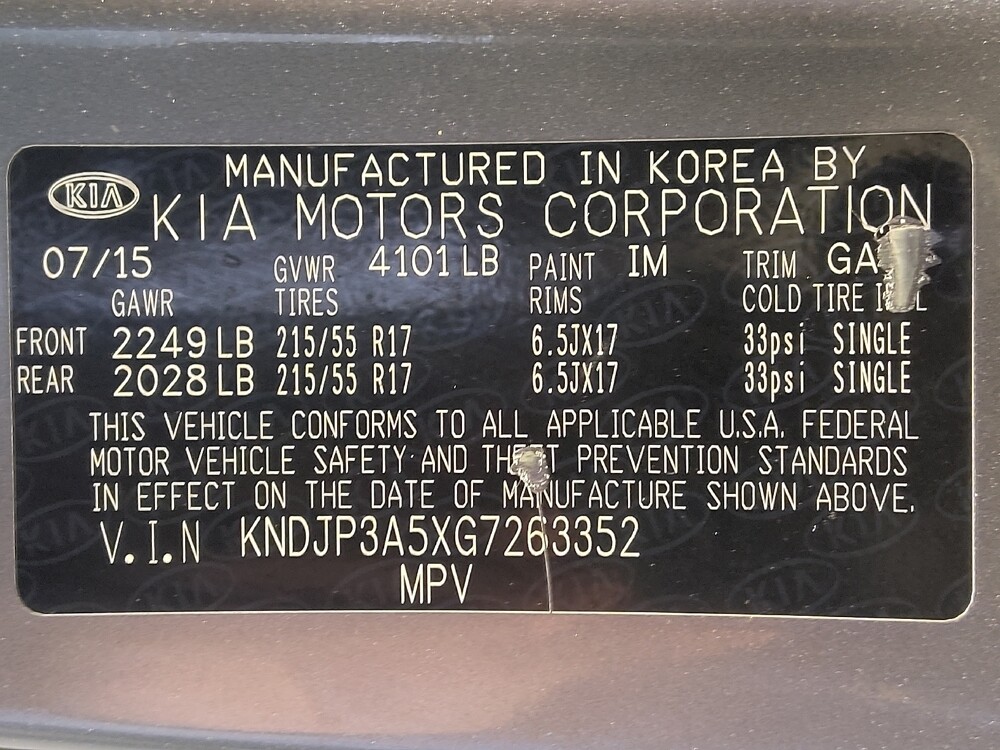 MANUFACTURED IN KOREA BY
KIA KIA MOTORS CORPORATION
07/15 GVWR 4101 LB PAINT IM TRIM GA
GAWR TIRES RIMS COLD TIRE
FRONT 2249 LB 215/55 R17 6.5JX17 33psi SINGLE
REAR 2028 LB 215/55 R17 6.5JX17 33psi SINGLE
THIS VEHICLE CONFORMS TO ALL APPLICABLE U.S.A. FEDERAL
MOTOR VEHICLE SAFETY AND THEFT PREVENTION STANDARDS
IN EFFECT ON THE DATE OF MANUFACTURE SHOWN ABOVE.
V.I.N KNDJP3A5XG7263352
MPV